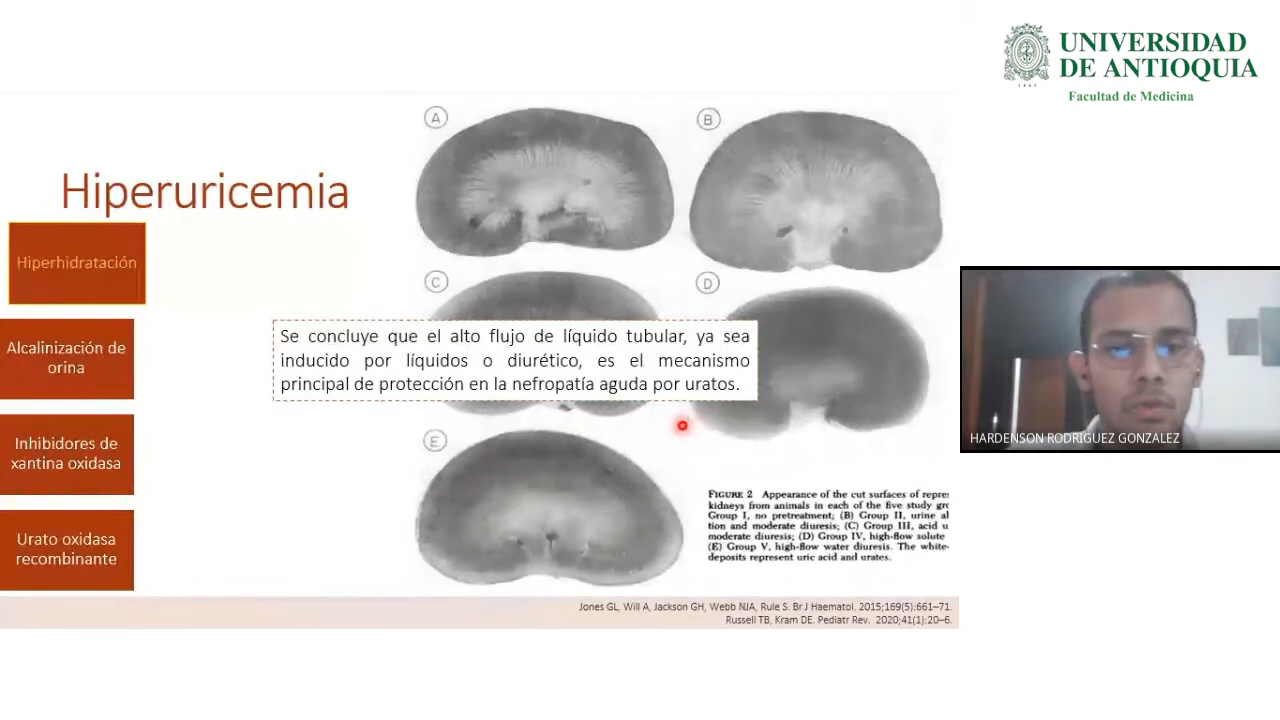 UNIVERSIDAD
DE ANTIOQUIA
Facultad de Medicina
1803
Hiperuricemia
Hiperhidratación
Alcalinización de
orina
Inhibidores de
xantina oxidasa
Urato oxidasa
recombinante
A
B
C
D
E
Se concluye que el alto flujo de líquido tubular, ya sea
inducido por líquidos o diurético, es el mecanismo
principal de protección en la nefropatía aguda por uratos.
FIGURE 2 Appearance of the cut surfaces of repre
kidneys from animals in each of the five study gr
Group I, no pretreatment; (B) Group II, urine al
tion and moderate diuresis; (C) Group III, acid u
moderate diuresis; (D) Group IV, high-flow solute
(E) Group V, high-flow water diuresis. The white-
deposits represent uric acid and urates.
Jones GL, Will A, Jackson GH, Webb NJA, Rule S. Br J Haematol. 2015;169(5):661–71.
Russell TB, Kram DE. Pediatr Rev. 2020;41(1):20–6.
HARDENSON RODRIGUEZ GONZALEZ